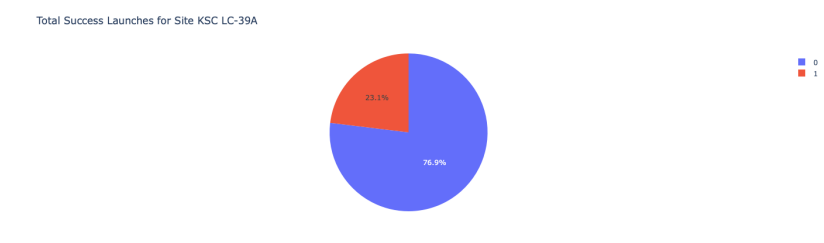 Total Success Launches for Site KSC LC-39A
0
1
23.1%
76.9%